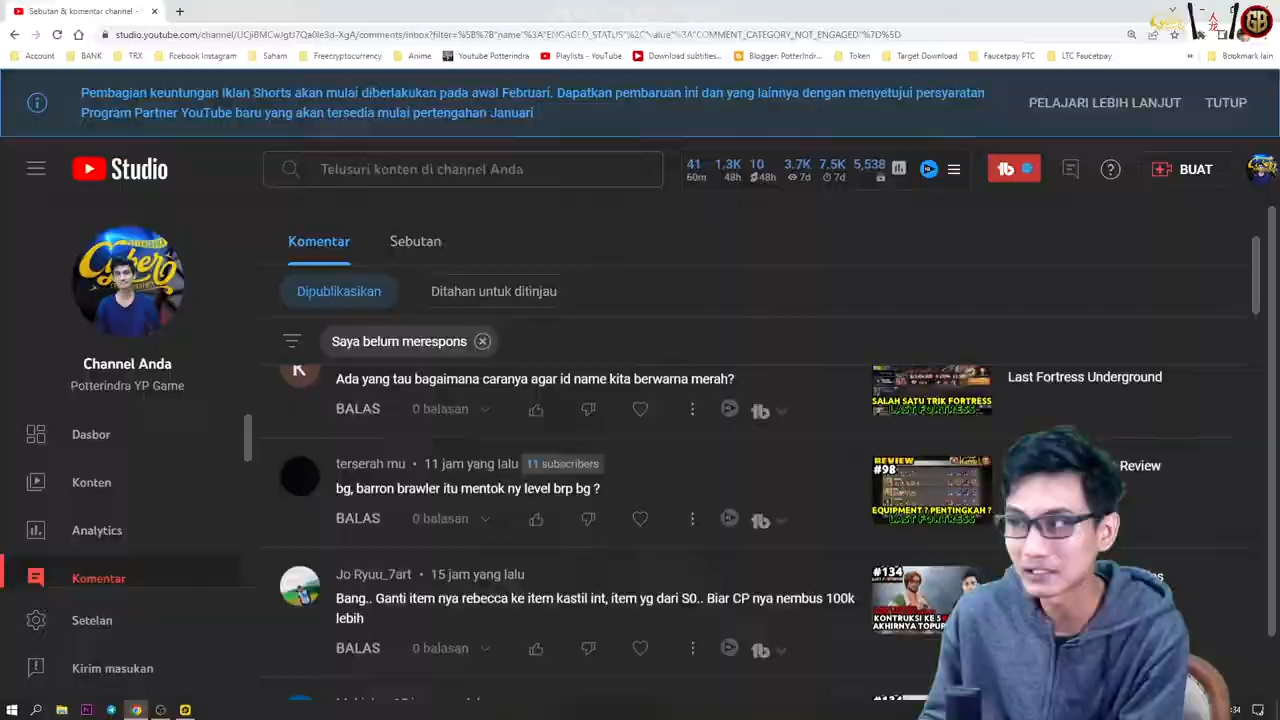 Sebutan & komentar channel -
Account
BANK
TRX
Fcebook Instagram
Saham
Freecryptocurrency
Anime
Youtube Potterindra
Playlists - YouTube
Download subtitles...
Blogger: PotterIndr...
Token
Target Download
Faucetpay PTC
LTC Faucetpay
Bookmark lain
Pembagian keuntungan Iklan Shorts akan mulai diberlakukan pada awal Februari. Dapatkan pembaruan ini dan yang lainnya dengan menyetujui persyaratan
Program Partner YouTube baru yang akan tersedia mulai pertengahan Januari
PELAJARI LEBIH LANJUT
TUTUP
Studio
Telusuri konten di channel Anda
41 1,3K 10 3.7K 7.5K 5,538
60m 48h 48h 7d 7d
BUAT
Komentar
Sebutan
Dipublikasikan
Ditahan untuk ditinjau
Saya belum merespons
Channel Anda
Potterindra YP Game
Dasbor
Konten
Analytics
Komentar
Setelan
Kirim masukan
K
Ada yang tau bagaimana caranya agar id name kita berwarna merah?
BALAS
0 balasan
SALAH SATU TRIK FORTRESS
LAST FORTRESS
Last Fortress Underground
terserah mu • 11 jam yang lalu 11 subscribers
bg, barron brawler itu mentok ny level brp bg ?
BALAS
0 balasan
REVIEW
#98
EQUIPMENT ? PENTINGKAH ?
LAST FORTRESS
Review
Jo Ryuu_7art • 15 jam yang lalu
Bang.. Ganti item nya rebecca ke item kastil int, item yg dari S0.. Biar CP nya nembus 100k
lebih
BALAS
0 balasan
#134
KONTRUKSI KE 5
AKHIRNYA TOPUP